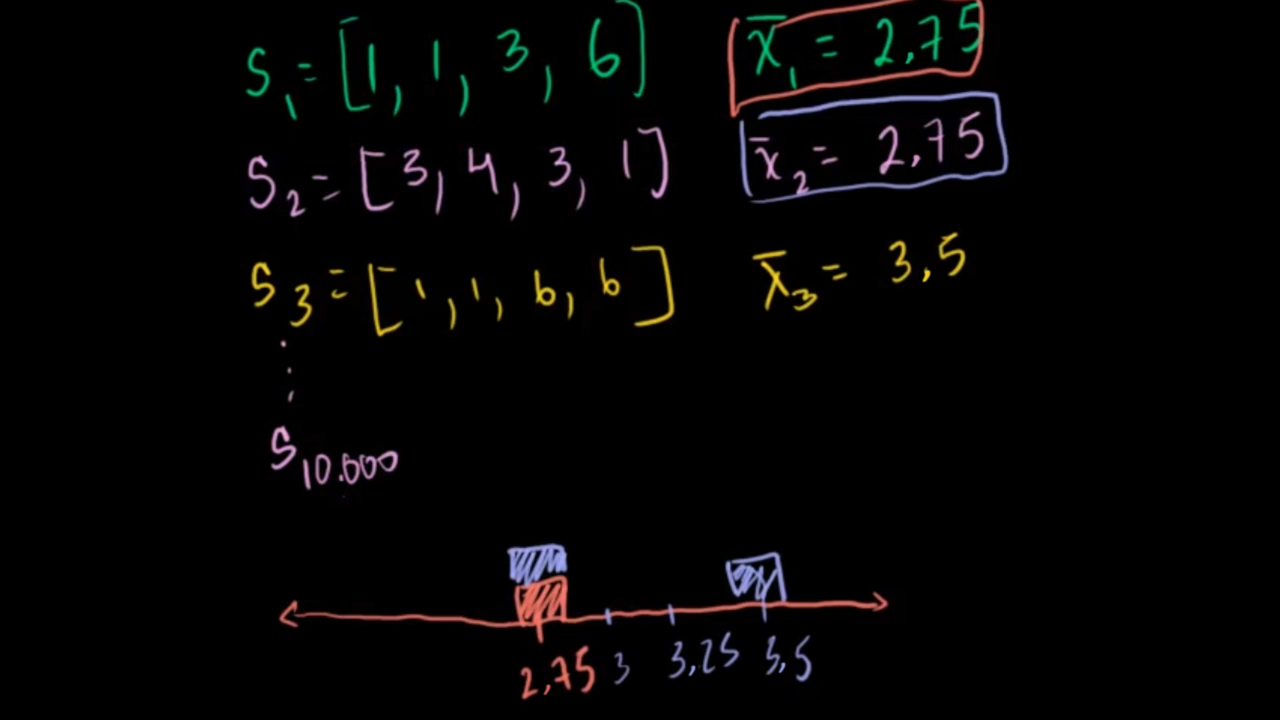 S₁ = [1, 1, 3, 6] x̄₁ = 2,75
S₂ = [3, 4, 3, 1] x̄₂ = 2,75
S₃ = [1, 1, 6, 6] x̄₃ = 3,5
⋮
S₁₀.₀₀₀
2,75 3 3,25 3,5